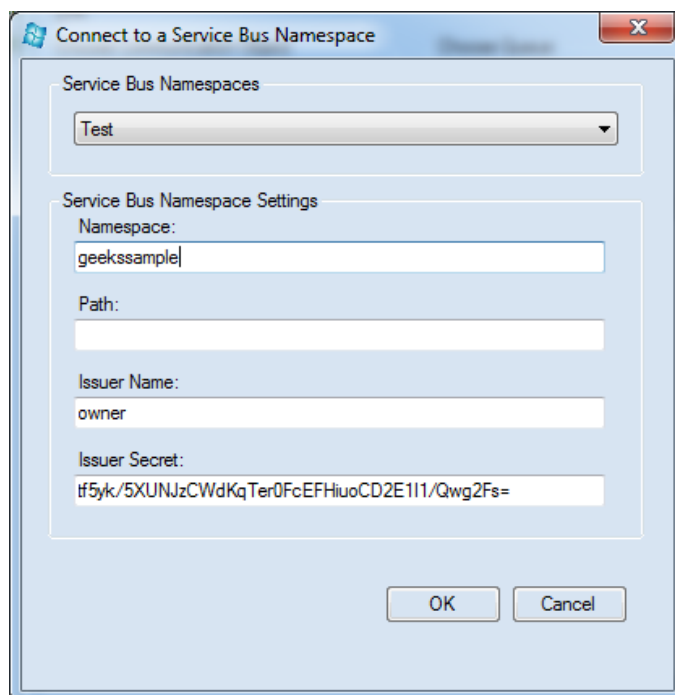 Connect to a Service Bus Namespace
Service Bus Namespaces
Test
Service Bus Namespace Settings
Namespace:
geekssample
Path:
Issuer Name:
owner
Issuer Secret:
tf5yk/5XUNJzCWdKqTer0FcEFHiuoCD2E1I1/Qwg2Fs=
OK
Cancel